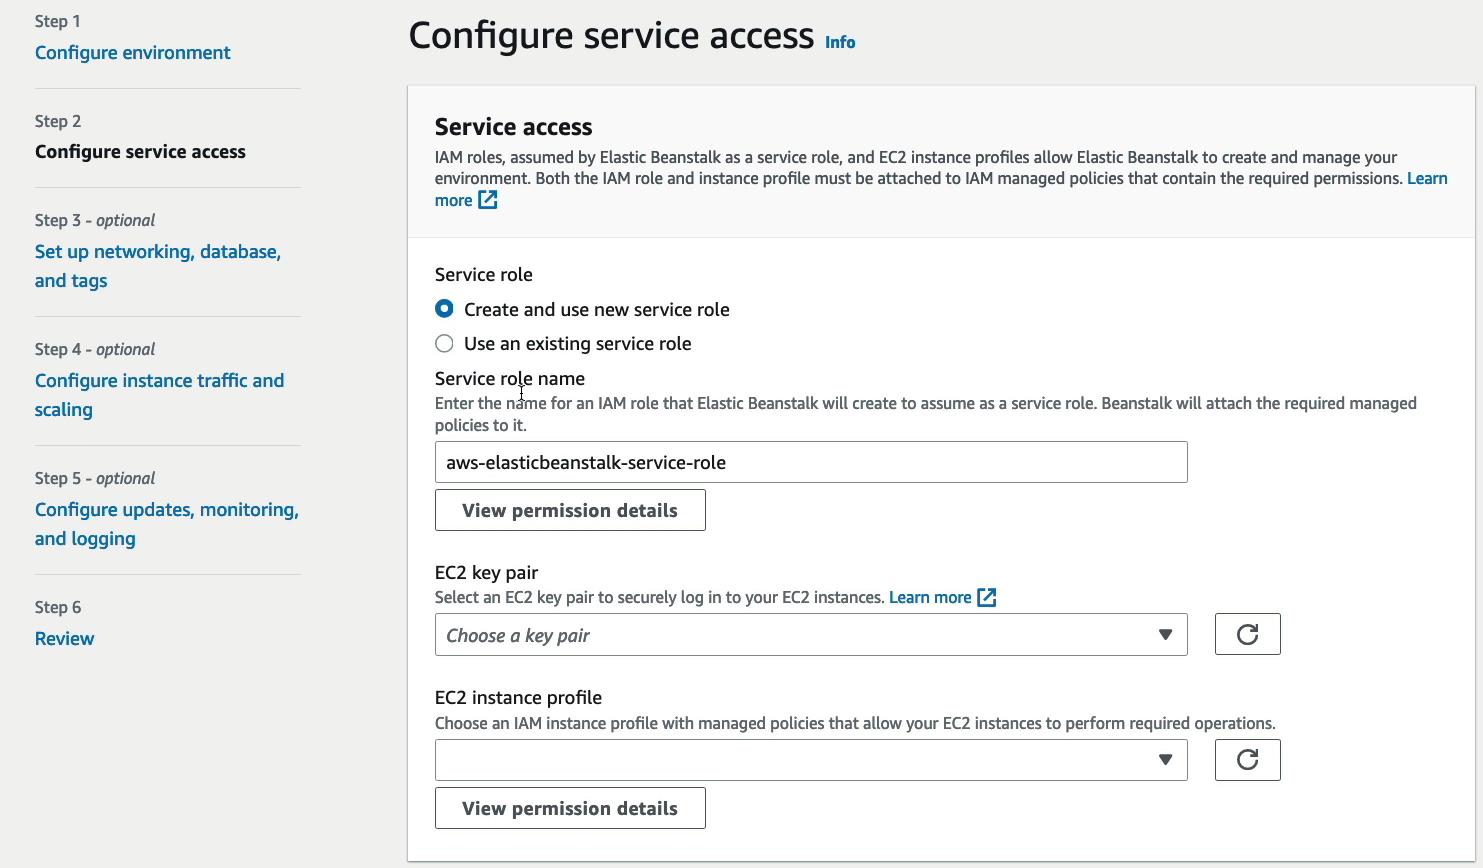 Step 1
Configure environment
Step 2
Configure service access
Step 3 - optional
Set up networking, database,
and tags
Step 4 - optional
Configure instance traffic and
scaling
Step 5 - optional
Configure updates, monitoring,
and logging
Step 6
Review
Configure service access Info
Service access
IAM roles, assumed by Elastic Beanstalk as a service role, and EC2 instance profiles allow Elastic Beanstalk to create and manage your
environment. Both the IAM role and instance profile must be attached to IAM managed policies that contain the required permissions. Learn
more
Service role
Create and use new service role
Use an existing service role
Service role name
Enter the name for an IAM role that Elastic Beanstalk will create to assume as a service role. Beanstalk will attach the required managed
policies to it.
aws-elasticbeanstalk-service-role
View permission details
EC2 key pair
Select an EC2 key pair to securely log in to your EC2 instances. Learn more
Choose a key pair
EC2 instance profile
Choose an IAM instance profile with managed policies that allow your EC2 instances to perform required operations.
View permission details